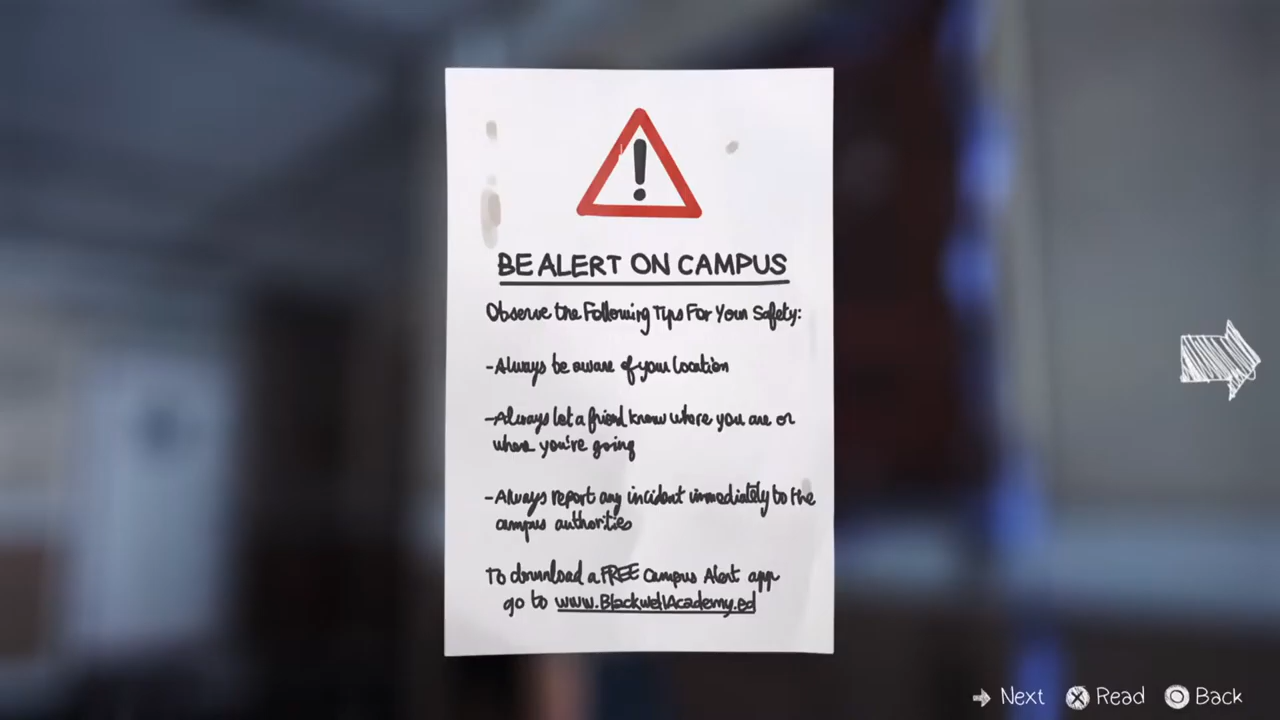 !
BE ALERT ON CAMPUS
Observe the Following Tips For Your Safety:
-Always be aware of your location
-Always let a friend know where you are or
where you're going
-Always report any incident immediately to the
campus authorities
To download a FREE Campus Alert app
go to www.BlackwellAcademy.ed
Next Read Back